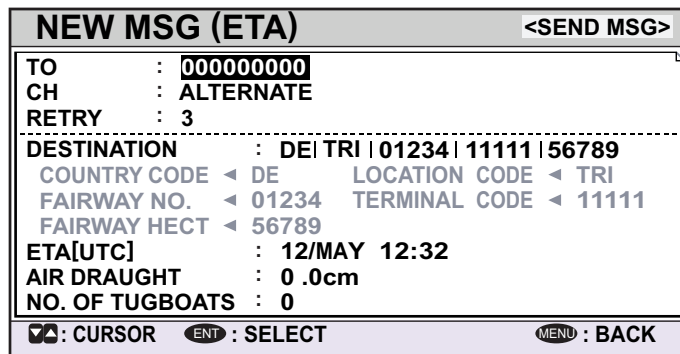 NEW MSG (ETA) <SEND MSG>
TO : 000000000
CH : ALTERNATE
RETRY : 3
DESTINATION : DE | TRI | 01234 | 11111 | 56789
COUNTRY CODE ◄ DE LOCATION CODE ◄ TRI
FAIRWAY NO. ◄ 01234 TERMINAL CODE ◄ 11111
FAIRWAY HECT ◄ 56789
ETA[UTC] : 12/MAY 12:32
AIR DRAUGHT : 0 .0cm
NO. OF TUGBOATS : 0
▼▲ : CURSOR ENT : SELECT MENU : BACK